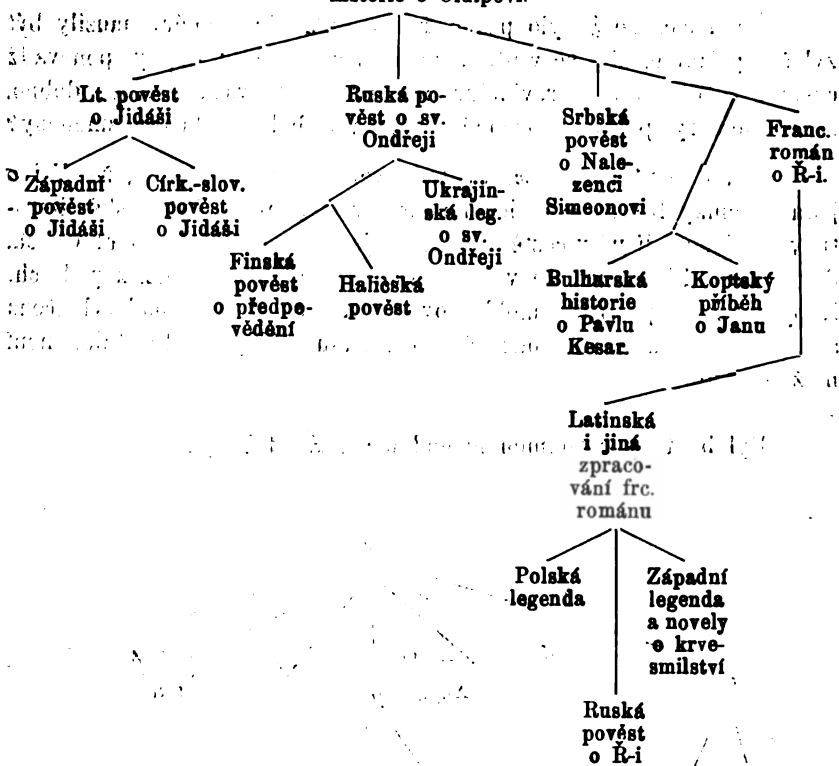 historie o Oidipovi.
Lt. pověst
o Jidáši
Ruská po-
věst o sv.
Ondřeji
Srbská
pověst
o Nale-
zenci
Simeonovi
Franc.
román
o Ř-i.
Západní
pověst
o Jidáši
Círk.-slov.
pověst
o Jidáši
Ukrajin-
ská leg.
o sv.
Ondřeji
Finská
pověst
o předpo-
vědění
Haličská
pověst
Bulharská
historie
o Pavlu
Kesar.
Koptský
příběh
o Janu
Latinská
i jiná
zpraco-
vání frc.
románu
Polská
legenda
Západní
legenda
a novely
o krve-
smilství
Ruská
pověst
o Ř-i